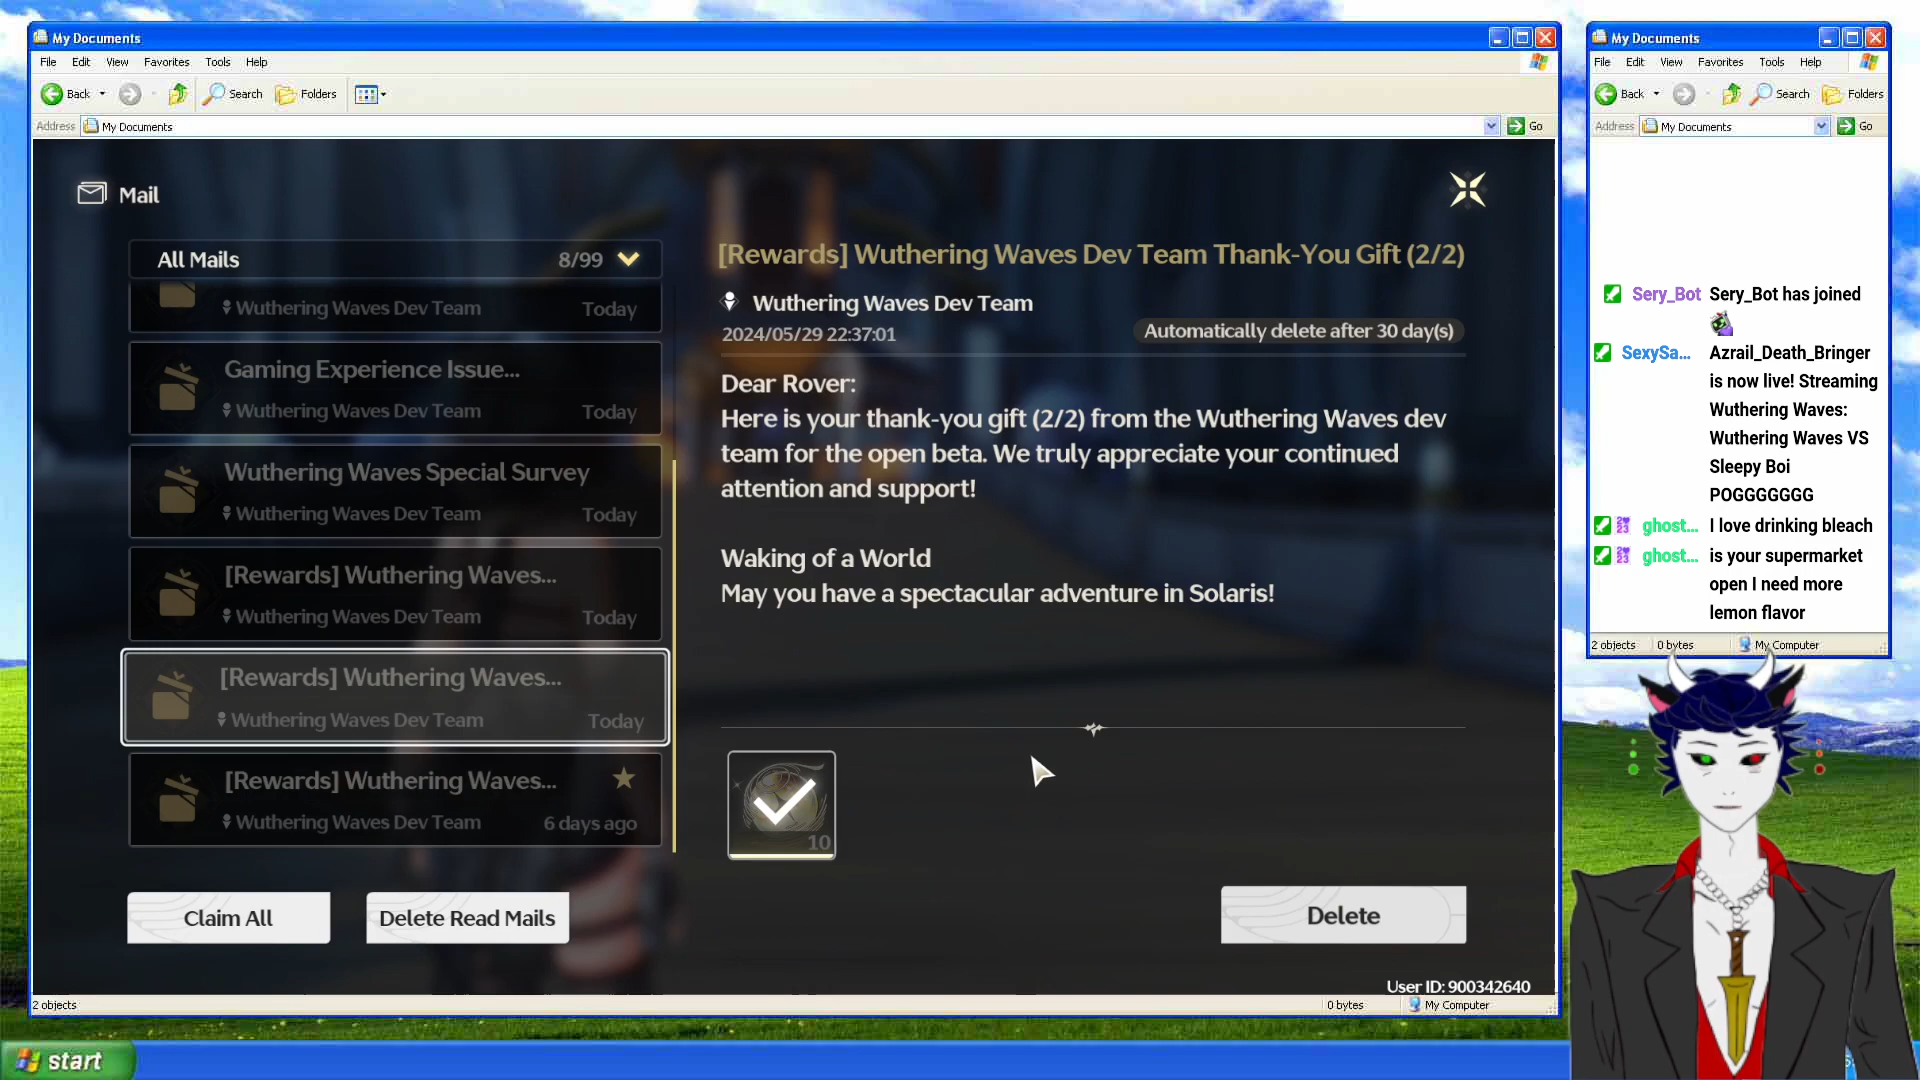 My Documents
File Edit View Favorites Tools Help
Back Search Folders
Address My Documents Go
Mail
All Mails 8/99
Wuthering Waves Dev Team Today
Gaming Experience Issue...
Wuthering Waves Dev Team Today
Wuthering Waves Special Survey
Wuthering Waves Dev Team Today
[Rewards] Wuthering Waves...
Wuthering Waves Dev Team Today
[Rewards] Wuthering Waves...
Wuthering Waves Dev Team Today
[Rewards] Wuthering Waves...
Wuthering Waves Dev Team 6 days ago
Claim All Delete Read Mails
[Rewards] Wuthering Waves Dev Team Thank-You Gift (2/2)
Wuthering Waves Dev Team
2024/05/29 22:37:01 Automatically delete after 30 day(s)
Dear Rover:
Here is your thank-you gift (2/2) from the Wuthering Waves dev
team for the open beta. We truly appreciate your continued
attention and support!
Waking of a World
May you have a spectacular adventure in Solaris!
10
Delete
User ID: 900342640
2 objects 0 bytes My Computer
My Documents
File Edit View Favorites Tools Help
Back Search Folders
Address My Documents Go
Sery_Bot Sery_Bot has joined
SexySa... Azrail_Death_Bringer
is now live! Streaming
Wuthering Waves:
Wuthering Waves VS
Sleepy Boi
POGGGGGGG
ghost... I love drinking bleach
ghost... is your supermarket
open I need more
lemon flavor
2 objects 0 bytes My Computer
start